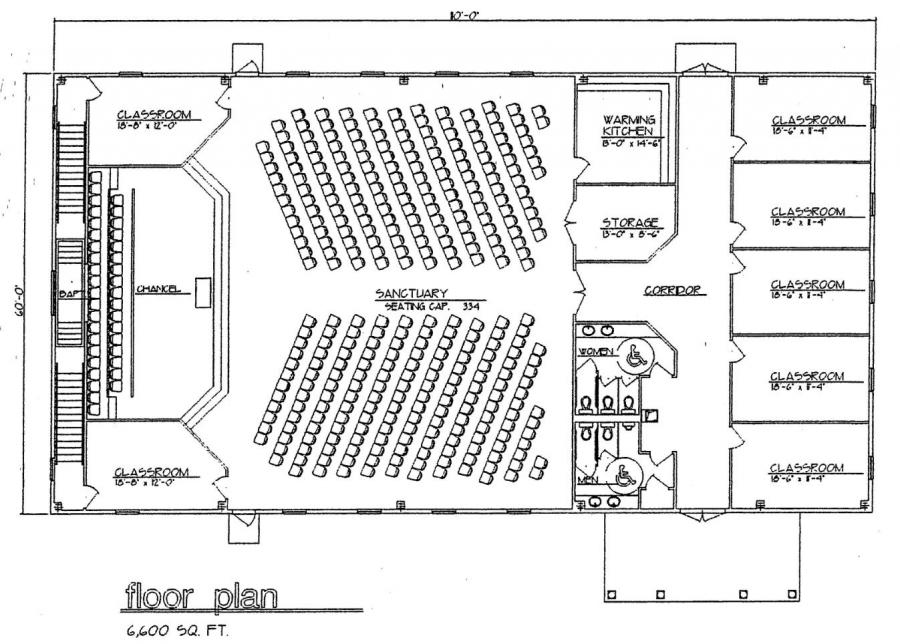 110'-0"
CLASSROOM
18'-8" x 12'-0"
WARMING
KITCHEN
13'-0" x 14'-6"
CLASSROOM
18'-6" x 11'-4"
CLASSROOM
18'-6" x 11'-4"
STORAGE
13'-0" x
60'-0"
BAPT
CHANCEL
SANCTUARY
SEATING CAP. 334
CORRIDOR
CLASSROOM
18'-6" x 11'-4"
WOMEN
CLASSROOM
18'-6" x 11'-4"
CLASSROOM
18'-8" x 12'-0"
MEN
CLASSROOM
18'-6" x 11'-4"
floor plan
6,600 SQ. FT.